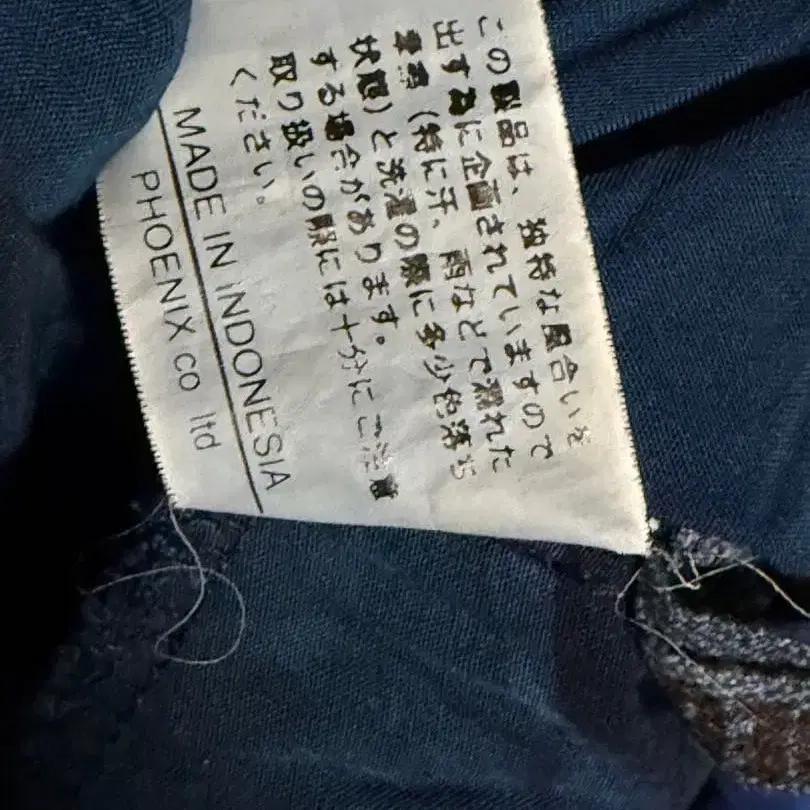 この製品は、独特な風合いを
出す為に企画されていますので
(特に汗、雨などで濡れた
状態)と洗濯の際に多少色落ち
する場合があります。
取り扱いの際には十分にご注意
ください。
MADE IN INDONESIA
PHOENIX co ltd